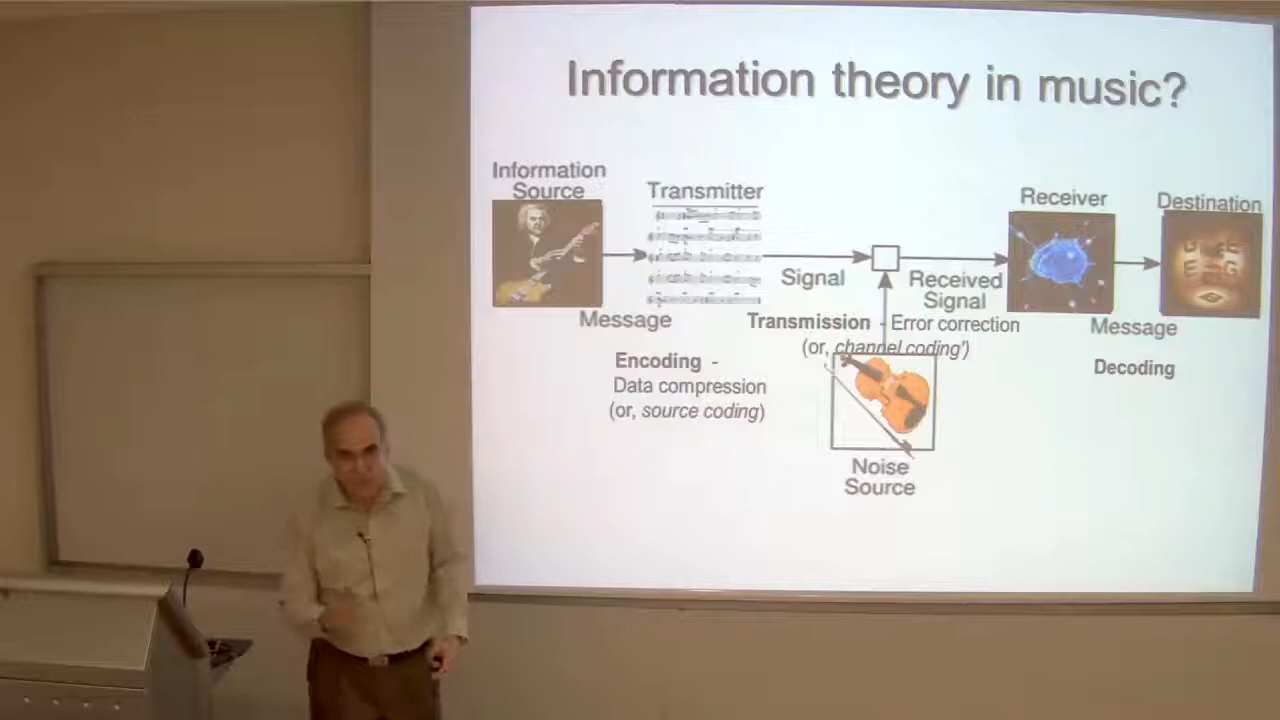 Information theory in music?
Information
Source
Transmitter
Receiver
Destination
Signal
Received
Signal
Message
Transmission - Error correction
(or, channel coding')
Message
Encoding -
Data compression
(or, source coding)
Decoding
Noise
Source